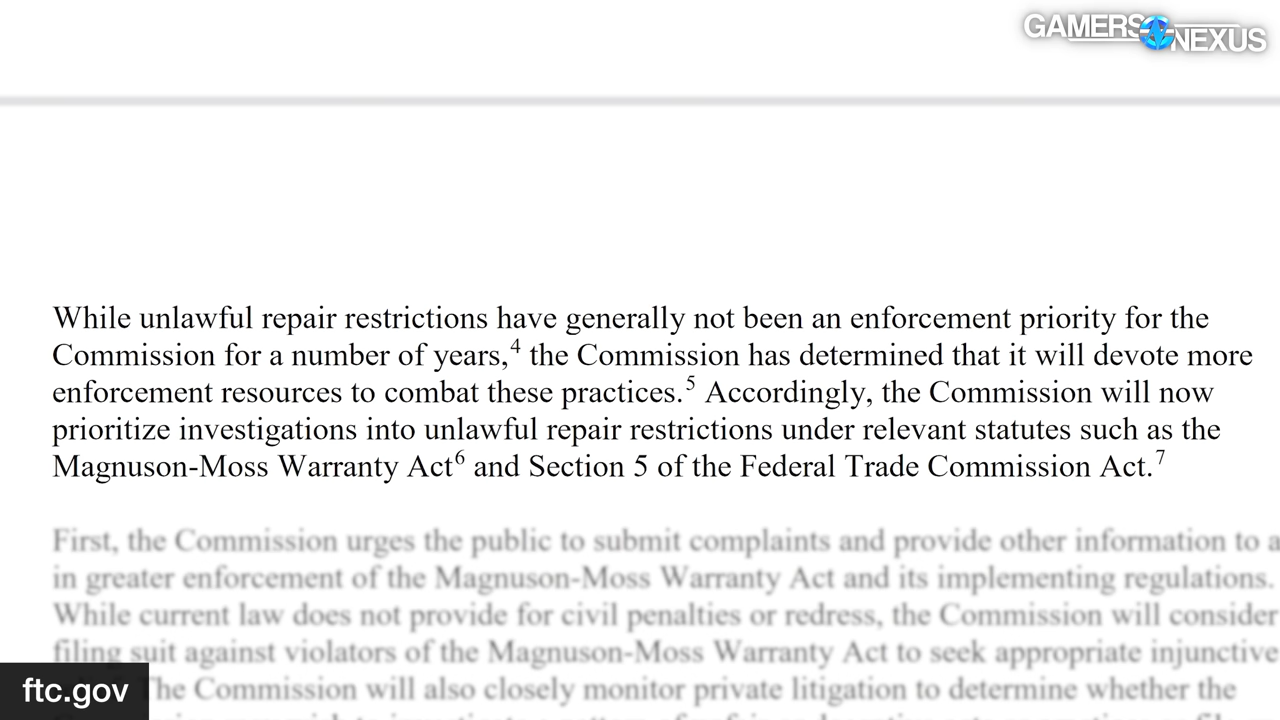 GAMERS NEXUS
While unlawful repair restrictions have generally not been an enforcement priority for the
Commission for a number of years,4 the Commission has determined that it will devote more
enforcement resources to combat these practices.5 Accordingly, the Commission will now
prioritize investigations into unlawful repair restrictions under relevant statutes such as the
Magnuson-Moss Warranty Act6 and Section 5 of the Federal Trade Commission Act.7
First, the Commission urges the public to submit complaints and provide other information to
in greater enforcement of the Magnuson-Moss Warranty Act and its implementing regulations.
While current law does not provide for civil penalties or redress, the Commission will consider
filing suit against violators of the Magnuson-Moss Warranty Act to seek appropriate injunctive
The Commission will also closely monitor private litigation to determine whether the
ftc.gov